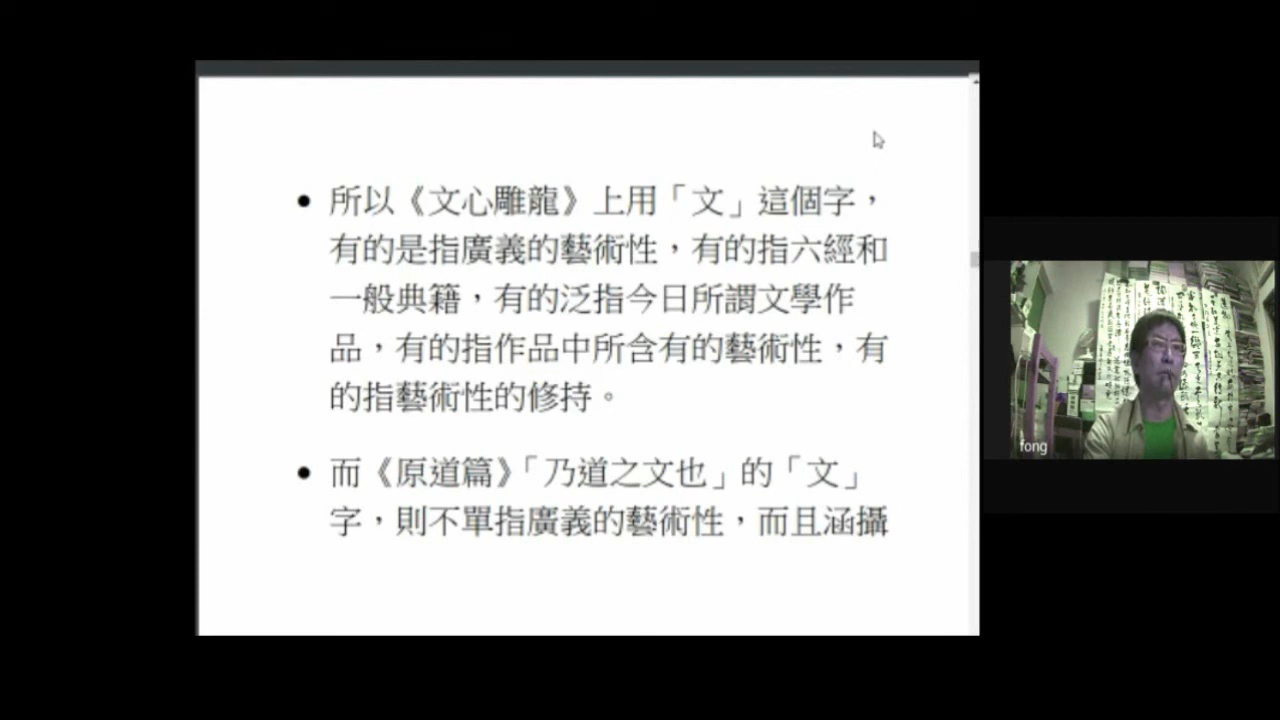 • 所以《文心雕龍》上用「文」這個字，
有的是指廣義的藝術性，有的指六經和
一般典籍，有的泛指今日所謂文學作
品，有的指作品中所含有的藝術性，有
的指藝術性的修持。
• 而《原道篇》「乃道之文也」的「文」
字，則不單指廣義的藝術性，而且涵攝
fong